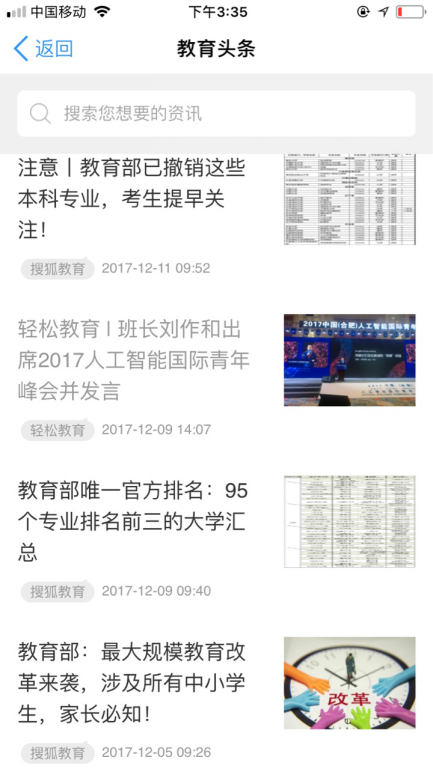 中国移动 下午3:35
返回 教育头条
搜索您想要的资讯
注意丨教育部已撤销这些
本科专业，考生提早关
注！
搜狐教育 2017-12-11 09:52
轻松教育 | 班长刘作和出
席2017人工智能国际青年
峰会并发言
2017中国(合肥)人工智能国际青年
轻松教育 2017-12-09 14:07
教育部唯一官方排名：95
个专业排名前三的大学汇
总
搜狐教育 2017-12-09 09:40
教育部：最大规模教育改
革来袭，涉及所有中小学
生，家长必知！
改革
搜狐教育 2017-12-05 09:26